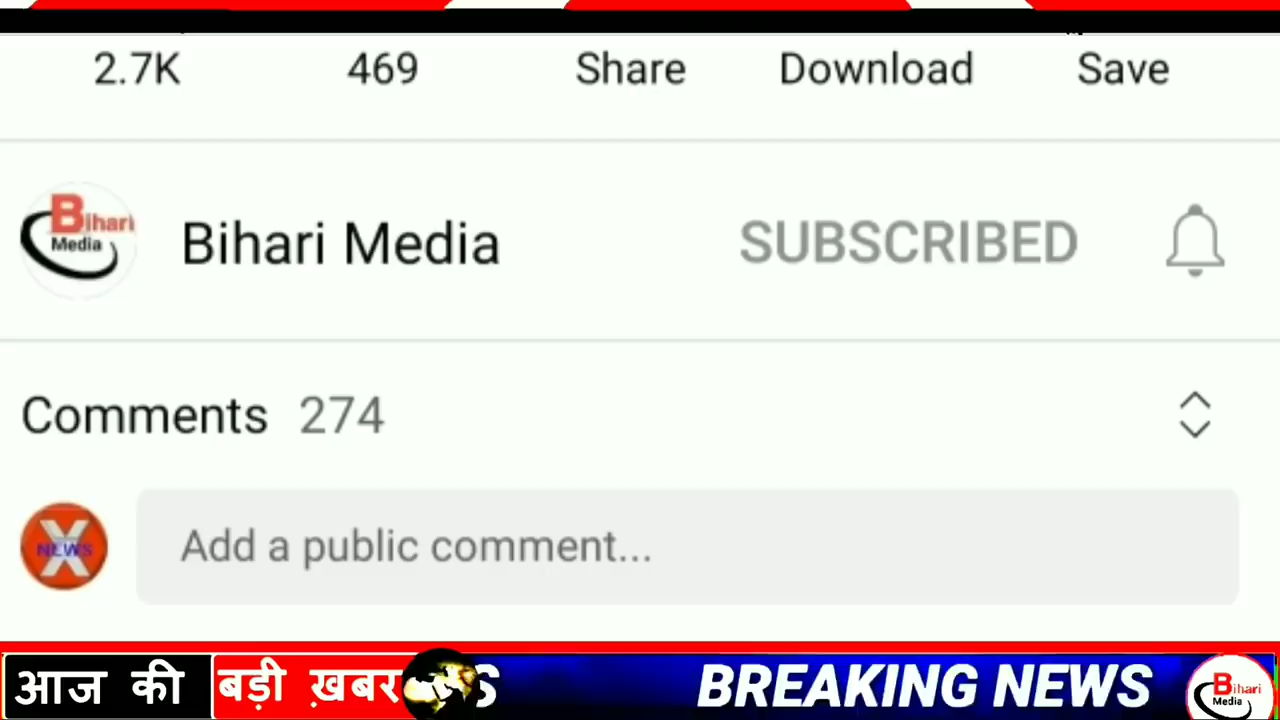 2.7K 469 Share Download Save
Bihari Media
Bihari Media SUBSCRIBED
Comments 274
X
NEWS
Add a public comment...
आज की बड़ी ख़बर S BREAKING NEWS
Bihari
Media